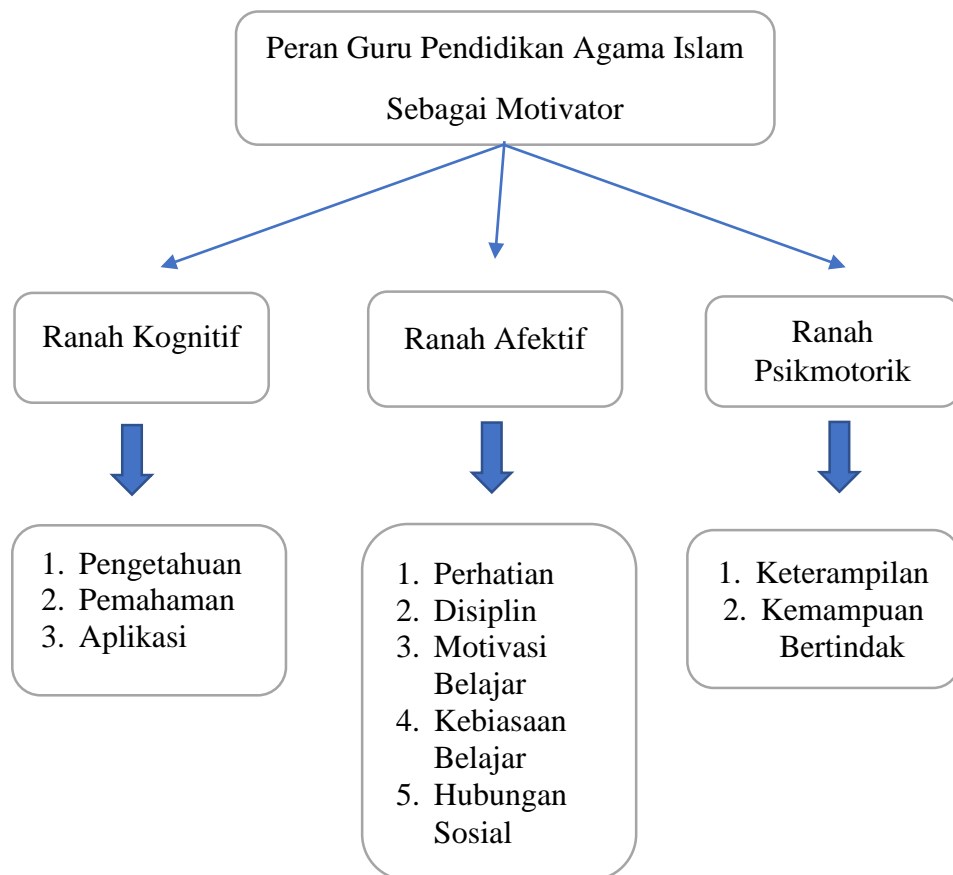 Peran Guru Pendidikan Agama Islam
Sebagai Motivator
Ranah Kognitif
Ranah Afektif
Ranah
Psikmotorik
1. Pengetahuan
2. Pemahaman
3. Aplikasi
1. Perhatian
2. Disiplin
3. Motivasi
Belajar
4. Kebiasaan
Belajar
5. Hubungan
Sosial
1. Keterampilan
2. Kemampuan
Bertindak